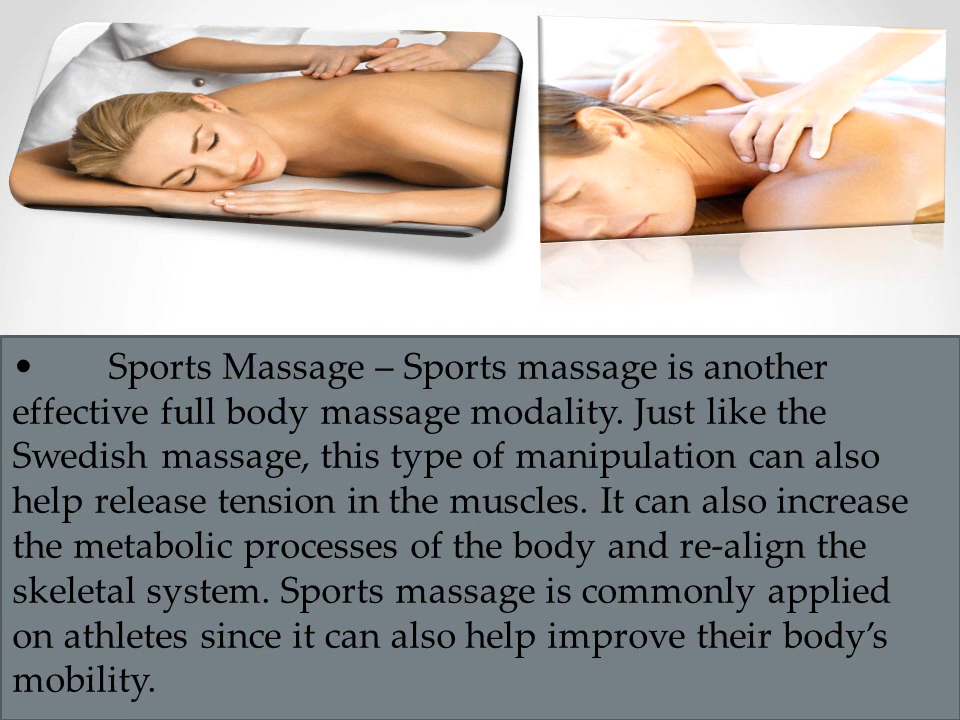 • Sports Massage – Sports massage is another
effective full body massage modality. Just like the
Swedish massage, this type of manipulation can also
help release tension in the muscles. It can also increase
the metabolic processes of the body and re-align the
skeletal system. Sports massage is commonly applied
on athletes since it can also help improve their body’s
mobility.